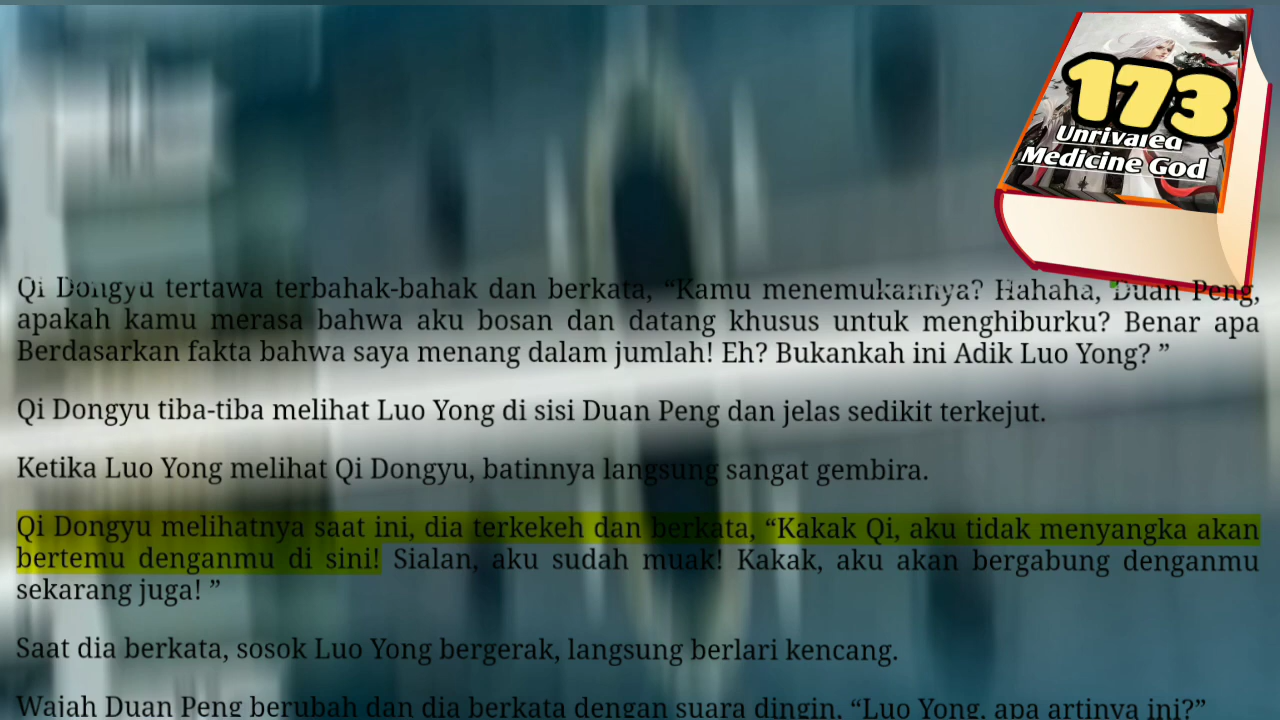 173
Unrivaled
Medicine God
Qi Dongyu tertawa terbahak-bahak dan berkata, “Kamu menemukannya? Hahaha, Duan Peng,
apakah kamu merasa bahwa aku bosan dan datang khusus untuk menghiburku? Benar apa
Berdasarkan fakta bahwa saya menang dalam jumlah! Eh? Bukankah ini Adik Luo Yong? ”
Qi Dongyu tiba-tiba melihat Luo Yong di sisi Duan Peng dan jelas sedikit terkejut.
Ketika Luo Yong melihat Qi Dongyu, batinnya langsung sangat gembira.
Qi Dongyu melihatnya saat ini, dia terkekeh dan berkata, “Kakak Qi, aku tidak menyangka akan
bertemu denganmu di sini! Sialan, aku sudah muak! Kakak, aku akan bergabung denganmu
sekarang juga! ”
Saat dia berkata, sosok Luo Yong bergerak, langsung berlari kencang.
Wajah Duan Peng berubah dan dia berkata dengan suara dingin, “Luo Yong, apa artinya ini?”